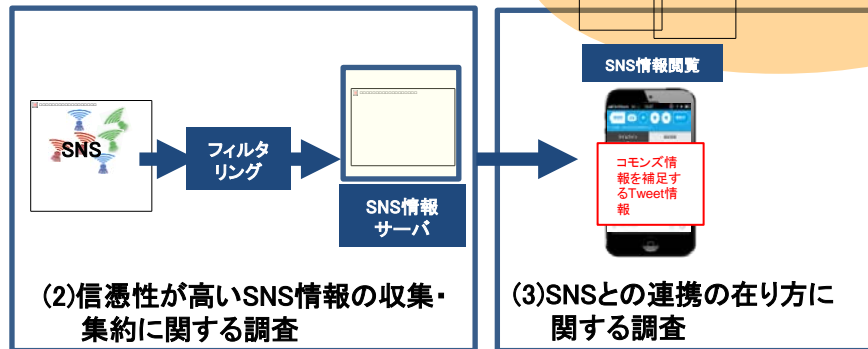 SNS情報閲覧
SNS
フィルタ
リング
SNS情報
サーバ
コモンズ情
報を補足す
るTweet情
報
(2)信憑性が高いSNS情報の収集・
集約に関する調査
(3)SNSとの連携の在り方に
関する調査